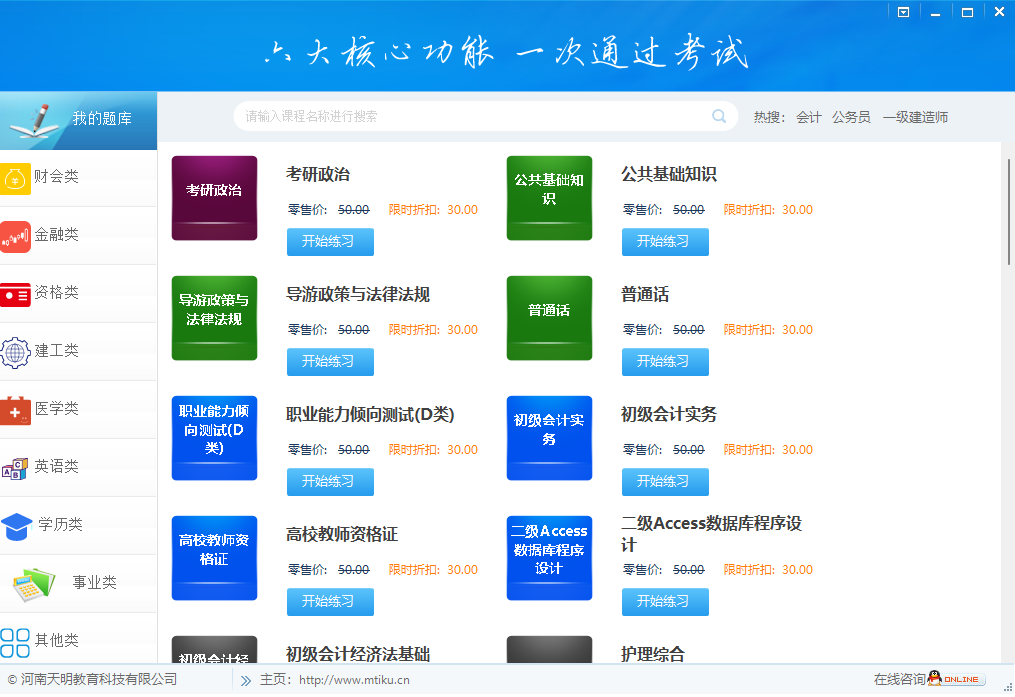 六大核心功能 一次通过考试
我的题库
请输入课程名称进行搜索
热搜： 会计 公务员 一级建造师
财会类
金融类
资格类
建工类
医学类
英语类
学历类
事业类
其他类
考研政治
考研政治
零售价: 50.00 限时折扣: 30.00
开始练习
公共基础知
识
公共基础知识
零售价: 50.00 限时折扣: 30.00
开始练习
导游政策与
法律法规
导游政策与法律法规
零售价: 50.00 限时折扣: 30.00
开始练习
普通话
普通话
零售价: 50.00 限时折扣: 30.00
开始练习
职业能力倾
向测试(D
类)
职业能力倾向测试(D类)
零售价: 50.00 限时折扣: 30.00
开始练习
初级会计实
务
初级会计实务
零售价: 50.00 限时折扣: 30.00
开始练习
高校教师资
格证
高校教师资格证
零售价: 50.00 限时折扣: 30.00
开始练习
二级Access
数据库程序
设计
二级Access数据库程序设
计
零售价: 50.00 限时折扣: 30.00
开始练习
初级会计经
初级会计经济法基础
护理综合
© 河南天明教育科技有限公司
主页: http://www.mtiku.cn
在线咨询 ONLINE